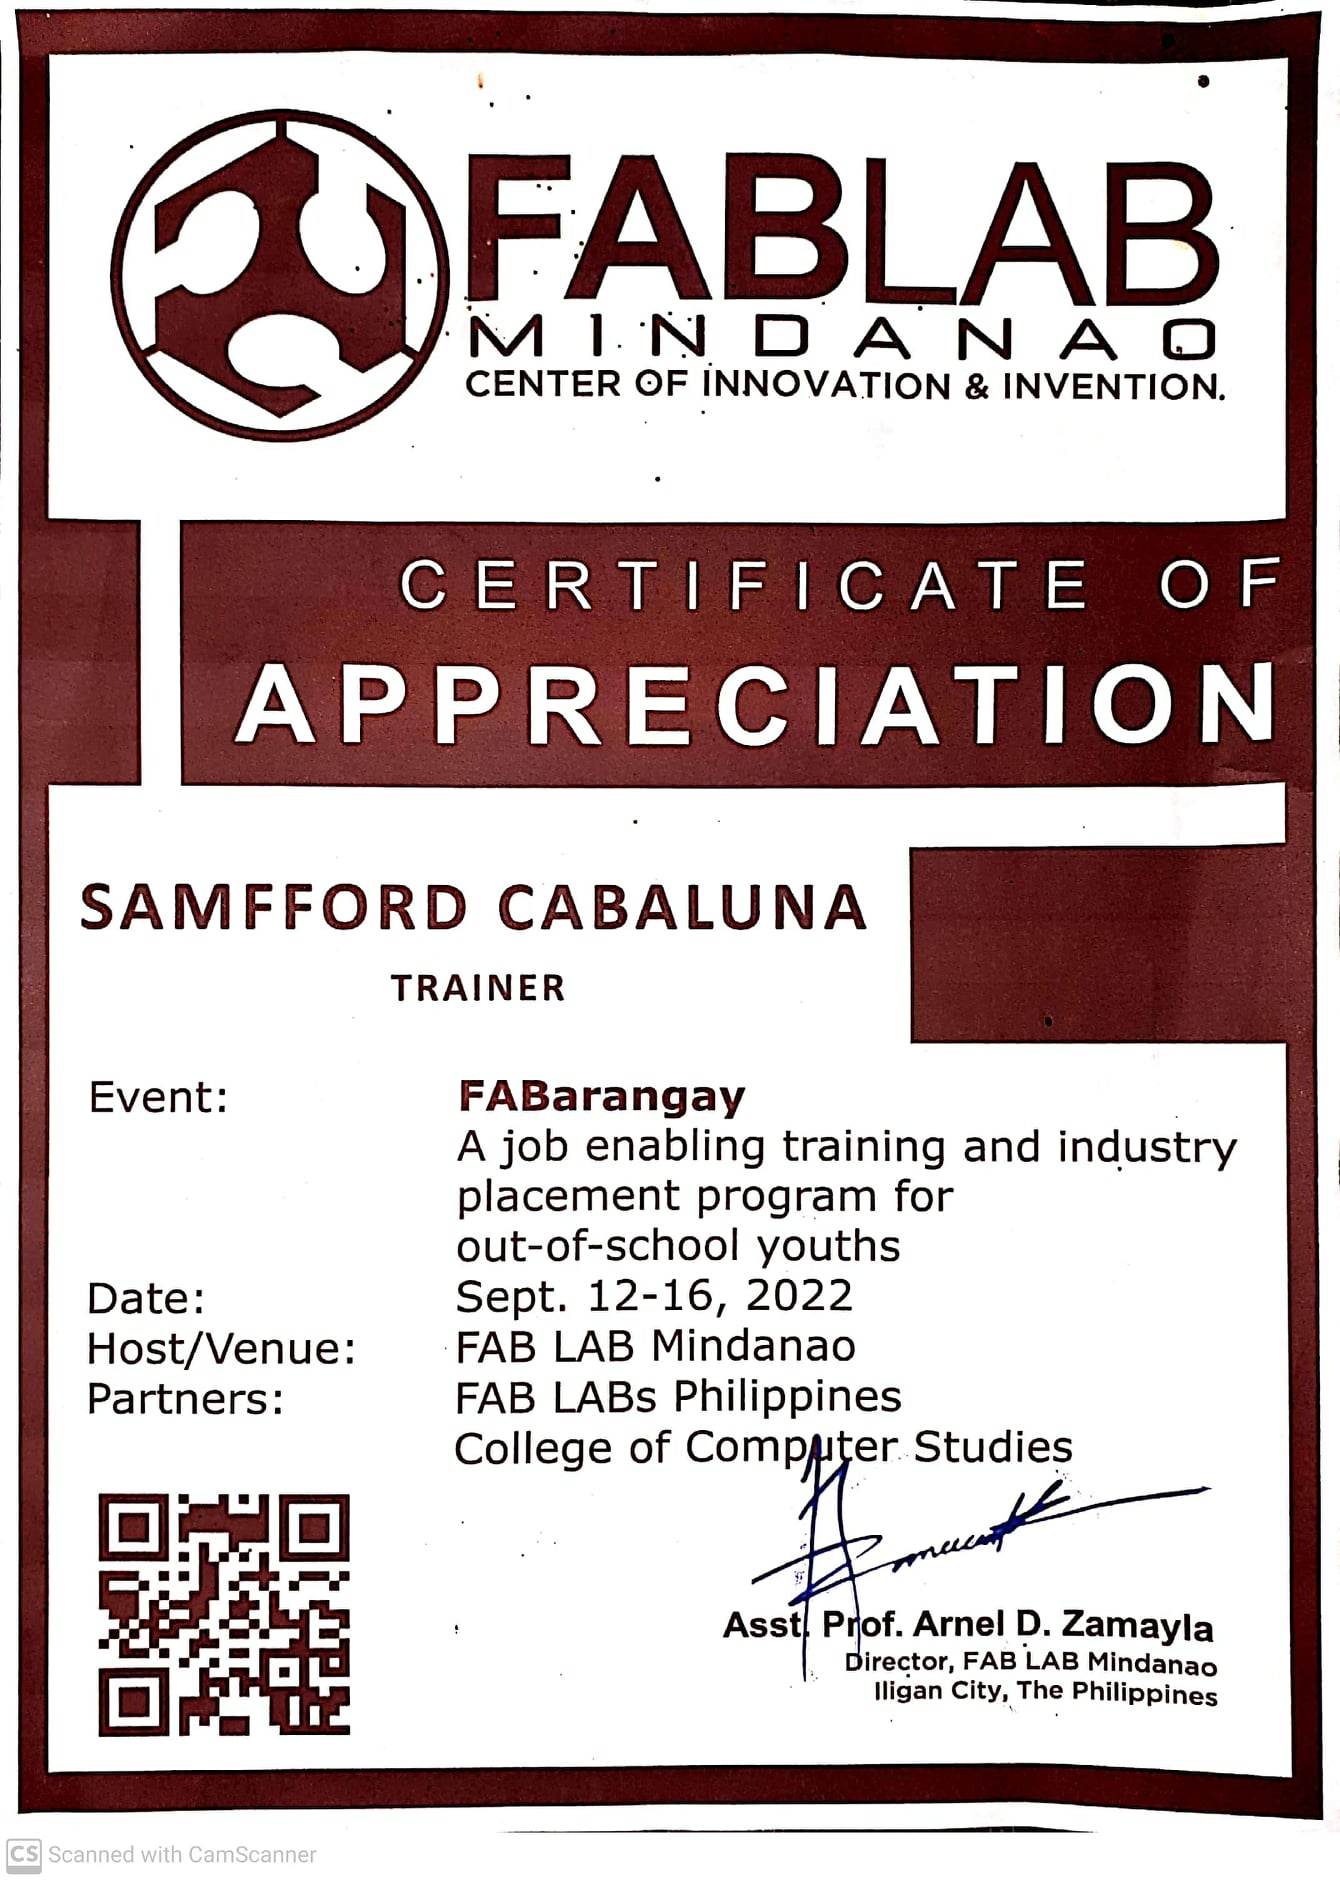 FABLAB
MINDANAO
CENTER OF INNOVATION & INVENTION.
CERTIFICATE OF
APPRECIATION
SAMFFORD CABALUNA
TRAINER
Event: FABarangay
A job enabling training and industry
placement program for
out-of-school youths
Date: Sept. 12-16, 2022
Host/Venue: FAB LAB Mindanao
Partners: FAB LABs Philippines
College of Computer Studies
Asst. Prof. Arnel D. Zamayla
Director, FAB LAB Mindanao
Iligan City, The Philippines
CS Scanned with CamScanner